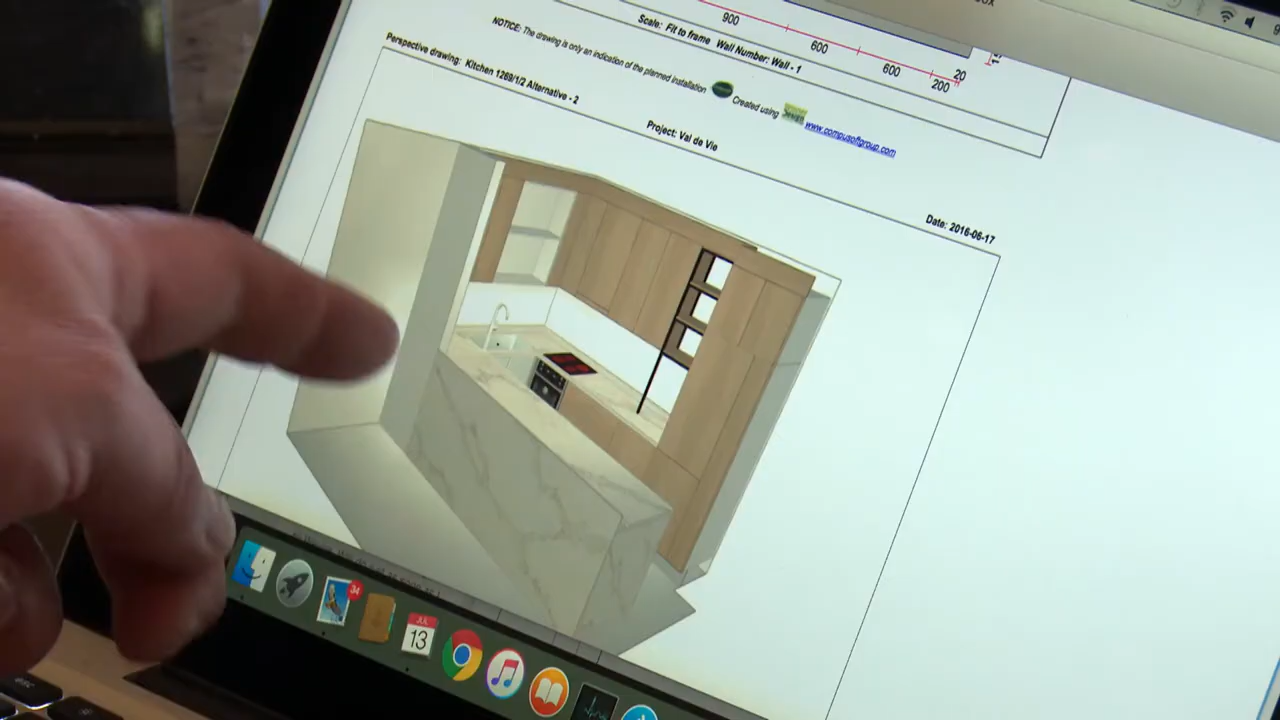 900
600
600
200
20
Scale: Fit to frame Wall Number: Wall - 1
NOTICE: The drawing is only an indication of the planned installation
Created using
www.compusoftgroup.com
Perspective drawing: Kitchen 1268/1/2 Alternative - 2
Project: Val de Vie
Date: 2016-06-17
34
JUL
13
esc